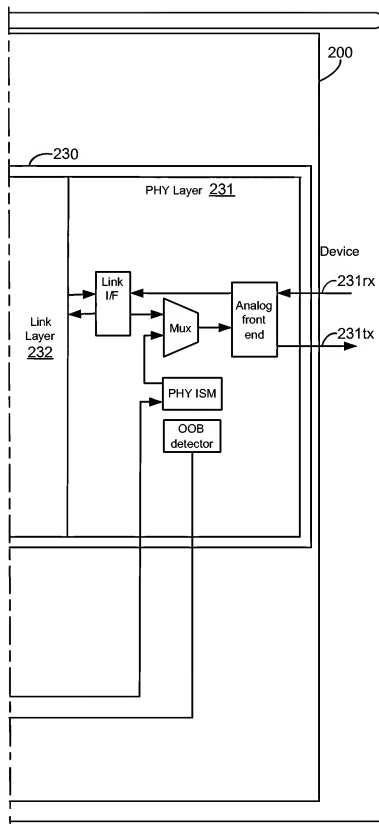 200
230
PHY Layer 231
Device
Link
I/F
231rx
Analog
front
end
Mux
Link
Layer
232
231tx
PHY ISM
OOB
detector